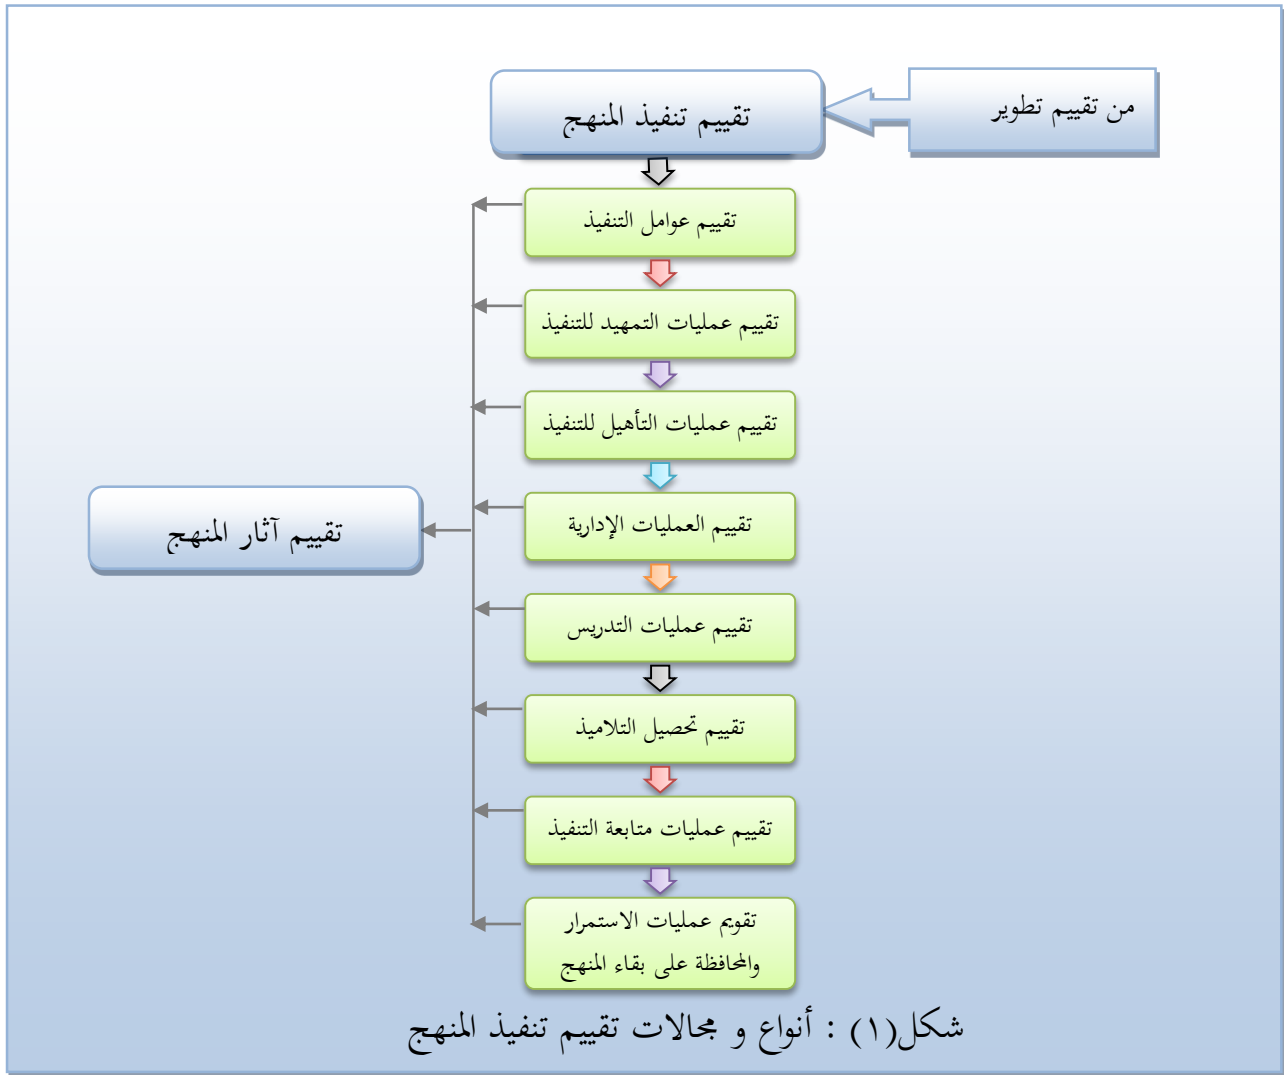 من تقييم تطوير
تقييم تنفيذ المنهج
تقييم عوامل التنفيذ
تقييم عمليات التمهيد للتنفيذ
تقييم عمليات التأهيل للتنفيذ
تقييم العمليات الإدارية
تقييم آثار المنهج
تقييم عمليات التدريس
تقييم تحصيل التلاميذ
تقييم عمليات متابعة التنفيذ
تقويم عمليات الاستمرار
والمحافظة على بقاء المنهج
شكل(١) : أنواع و مجالات تقييم تنفيذ المنهج